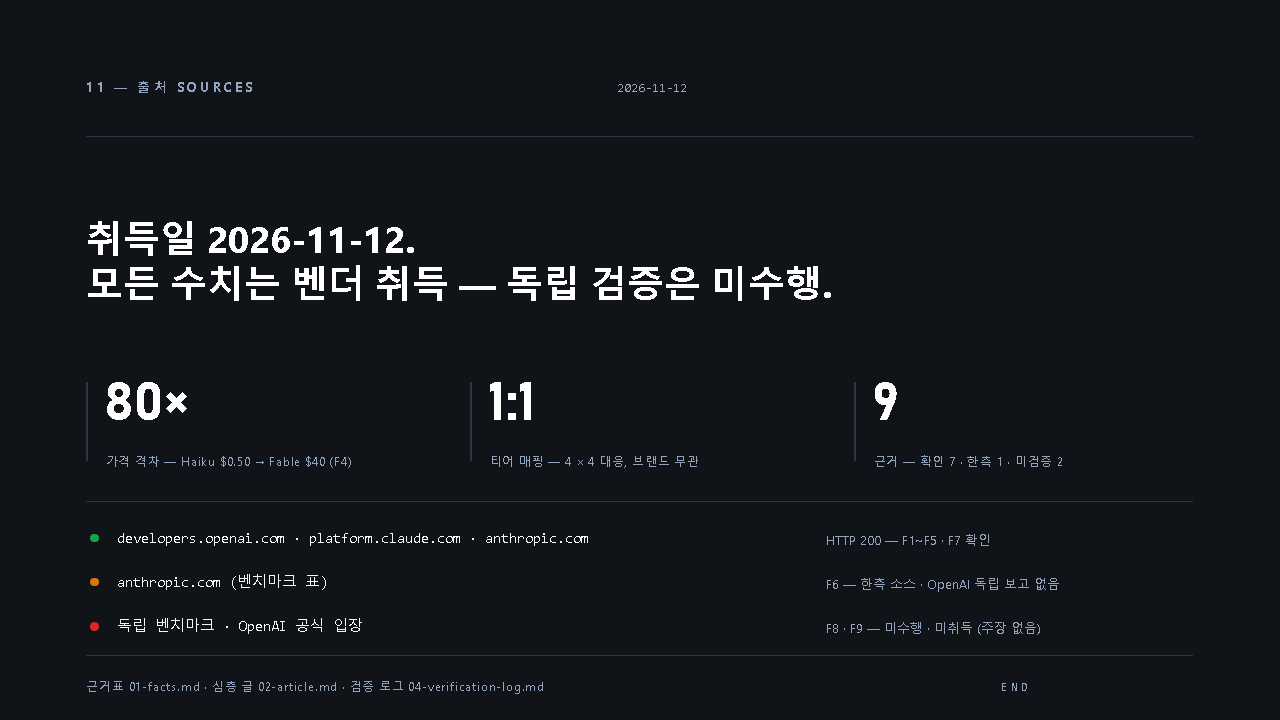 11 — 출처 SOURCES
2026-11-12
취득일 2026-11-12.
모든 수치는 벤더 취득 — 독립 검증은 미수행.
80×
가격 격차 — Haiku $0.50 → Fable $40 (F4)
1:1
티어 매핑 — 4 × 4 대응, 브랜드 무관
9
근거 — 확인 7 · 한측 1 · 미검증 2
developers.openai.com · platform.claude.com · anthropic.com
HTTP 200 — F1~F5 · F7 확인
anthropic.com (벤치마크 표)
F6 — 한측 소스 · OpenAI 독립 보고 없음
독립 벤치마크 · OpenAI 공식 입장
F8 · F9 — 미수행 · 미취득 (주장 없음)
근거표 01-facts.md · 심층 글 02-article.md · 검증 로그 04-verification-log.md
END